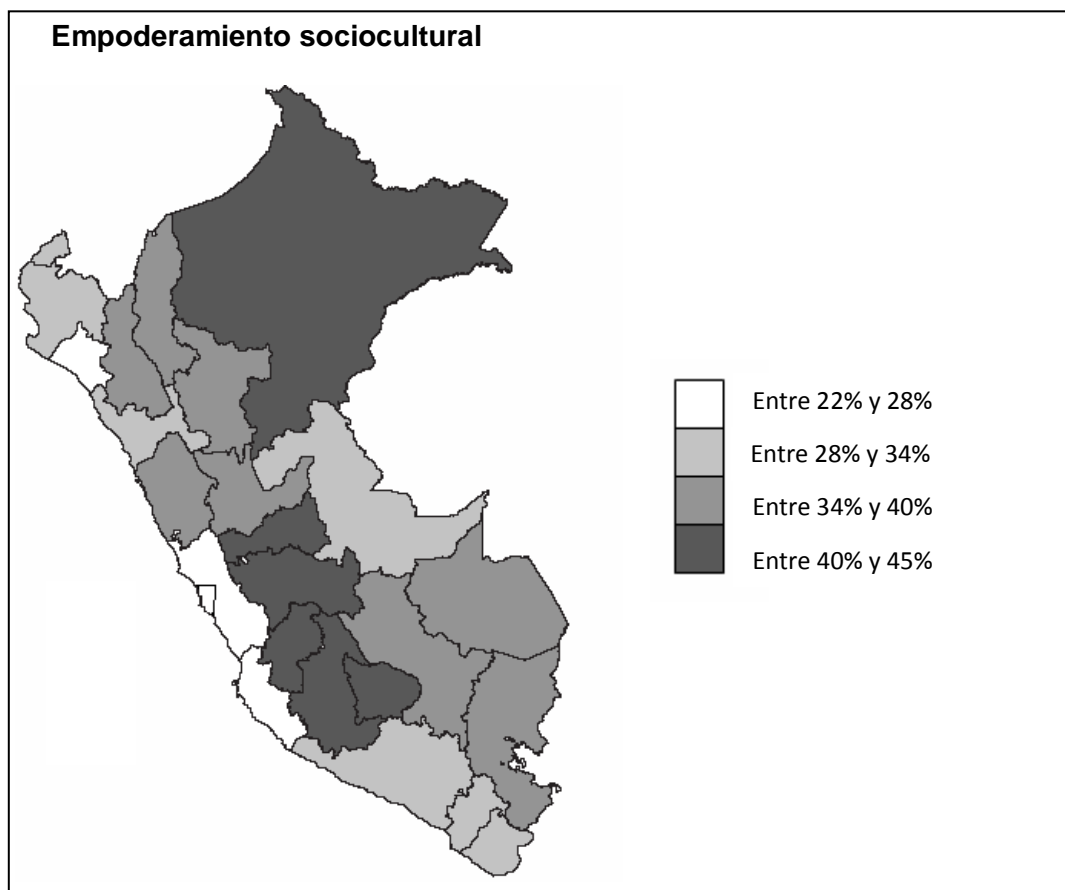 Empoderamiento sociocultural
Entre 22% y 28%
Entre 28% y 34%
Entre 34% y 40%
Entre 40% y 45%